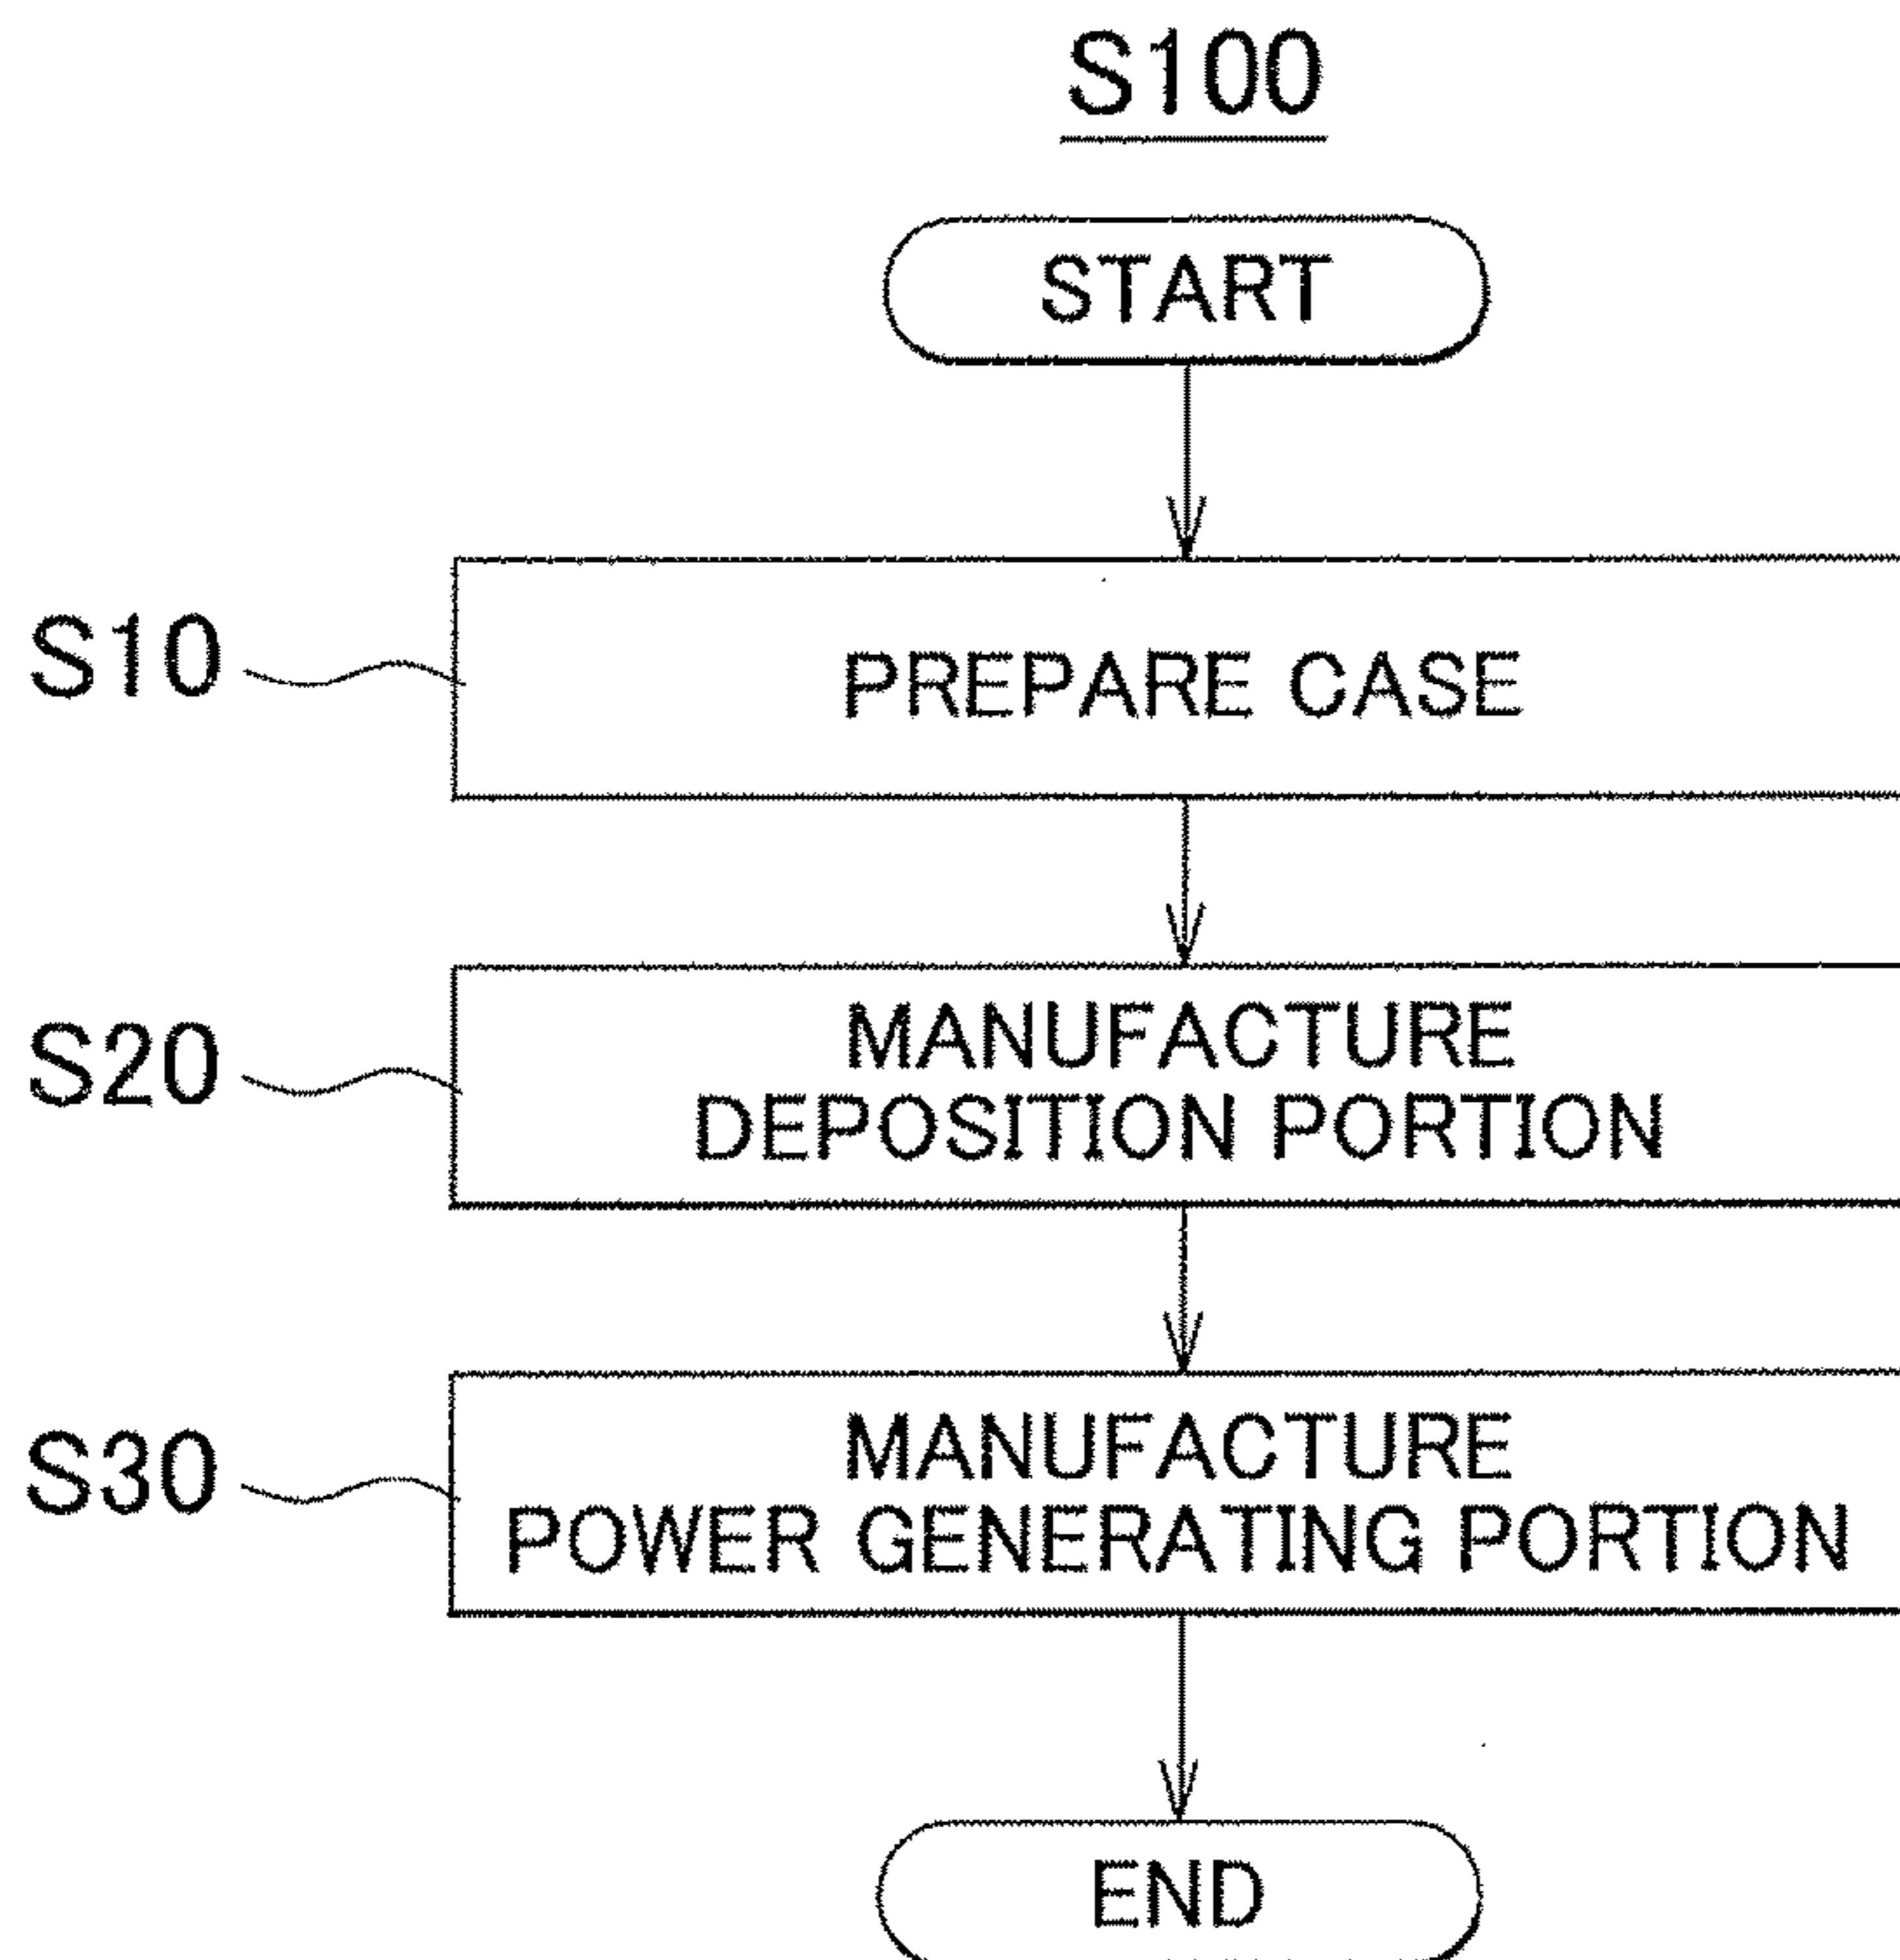 S100
START
S10
PREPARE CASE
S20
MANUFACTURE
DEPOSITION PORTION
S30
MANUFACTURE
POWER GENERATING PORTION
END